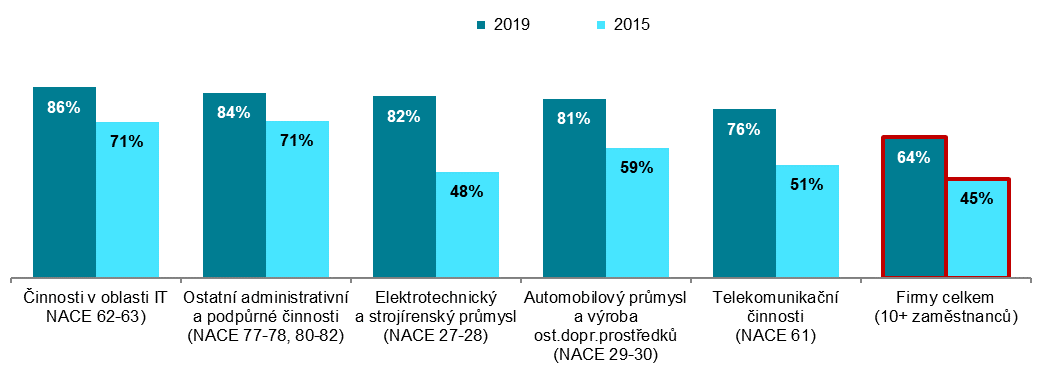 2019 2015
86%
71%
84%
71%
82%
48%
81%
59%
76%
51%
64%
45%
Činnosti v oblasti IT
NACE 62-63)
Ostatní administrativní
a podpůrné činnosti
(NACE 77-78, 80-82)
Elektrotechnický
a strojírenský průmysl
(NACE 27-28)
Automobilový průmysl
a výroba
ost.dopr.prostředků
(NACE 29-30)
Telekomunikační
činnosti
(NACE 61)
Firmy celkem
(10+ zaměstnanců)